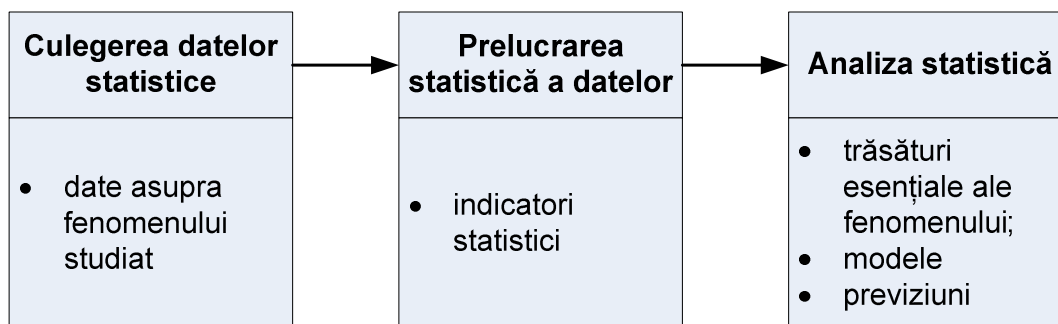 Culegerea datelor
statistice
• date asupra
fenomenului
studiat
Prelucrarea
statistică a datelor
• indicatori
statistici
Analiza statistică
• trăsături
esențiale ale
fenomenului;
• modele
• previziuni